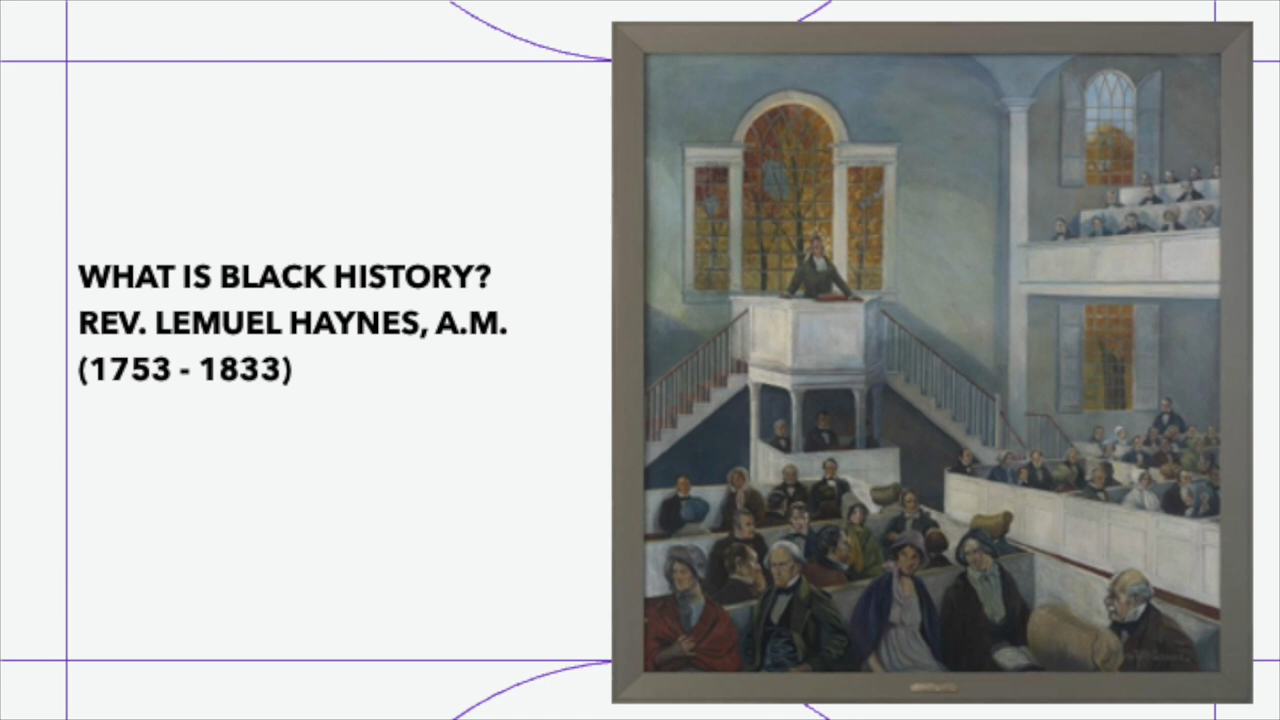 WHAT IS BLACK HISTORY?
REV. LEMUEL HAYNES, A.M.
(1753 - 1833)